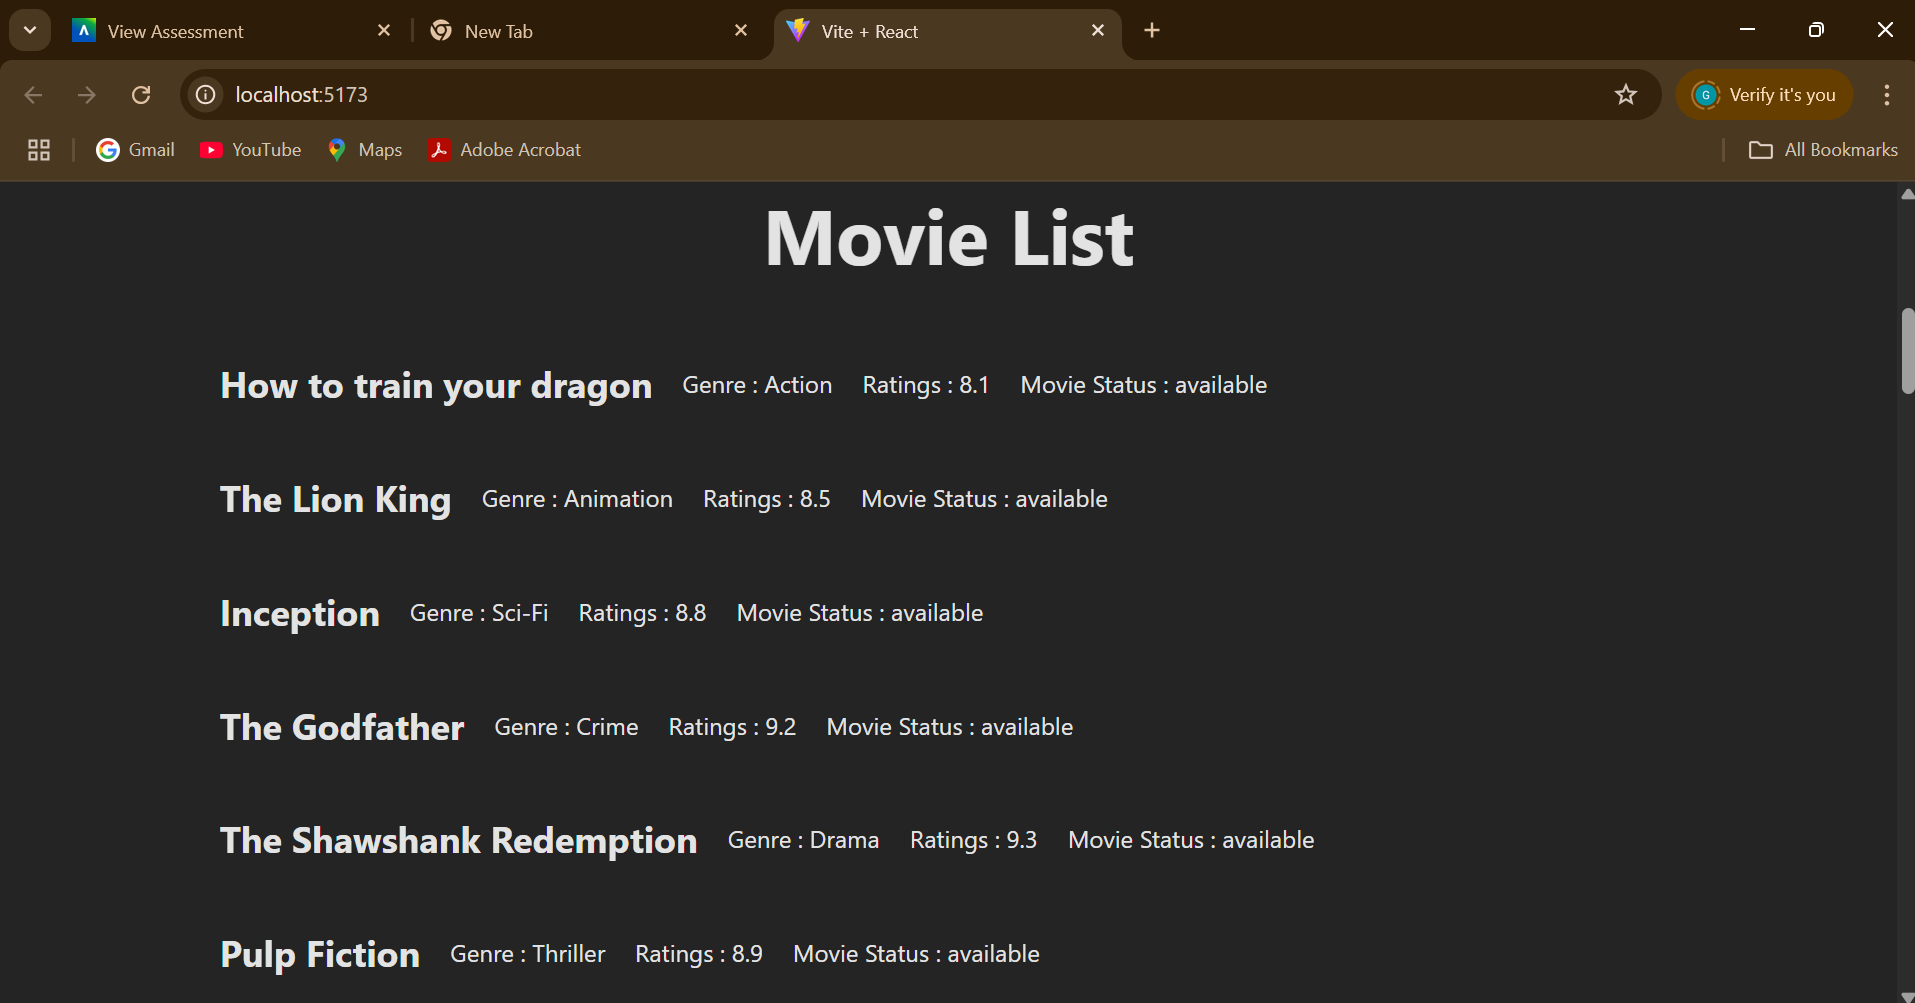 View Assessment
New Tab
Vite + React
localhost:5173
G Verify it's you
Gmail YouTube Maps Adobe Acrobat All Bookmarks
Movie List
How to train your dragon Genre : Action Ratings : 8.1 Movie Status : available
The Lion King Genre : Animation Ratings : 8.5 Movie Status : available
Inception Genre : Sci-Fi Ratings : 8.8 Movie Status : available
The Godfather Genre : Crime Ratings : 9.2 Movie Status : available
The Shawshank Redemption Genre : Drama Ratings : 9.3 Movie Status : available
Pulp Fiction Genre : Thriller Ratings : 8.9 Movie Status : available